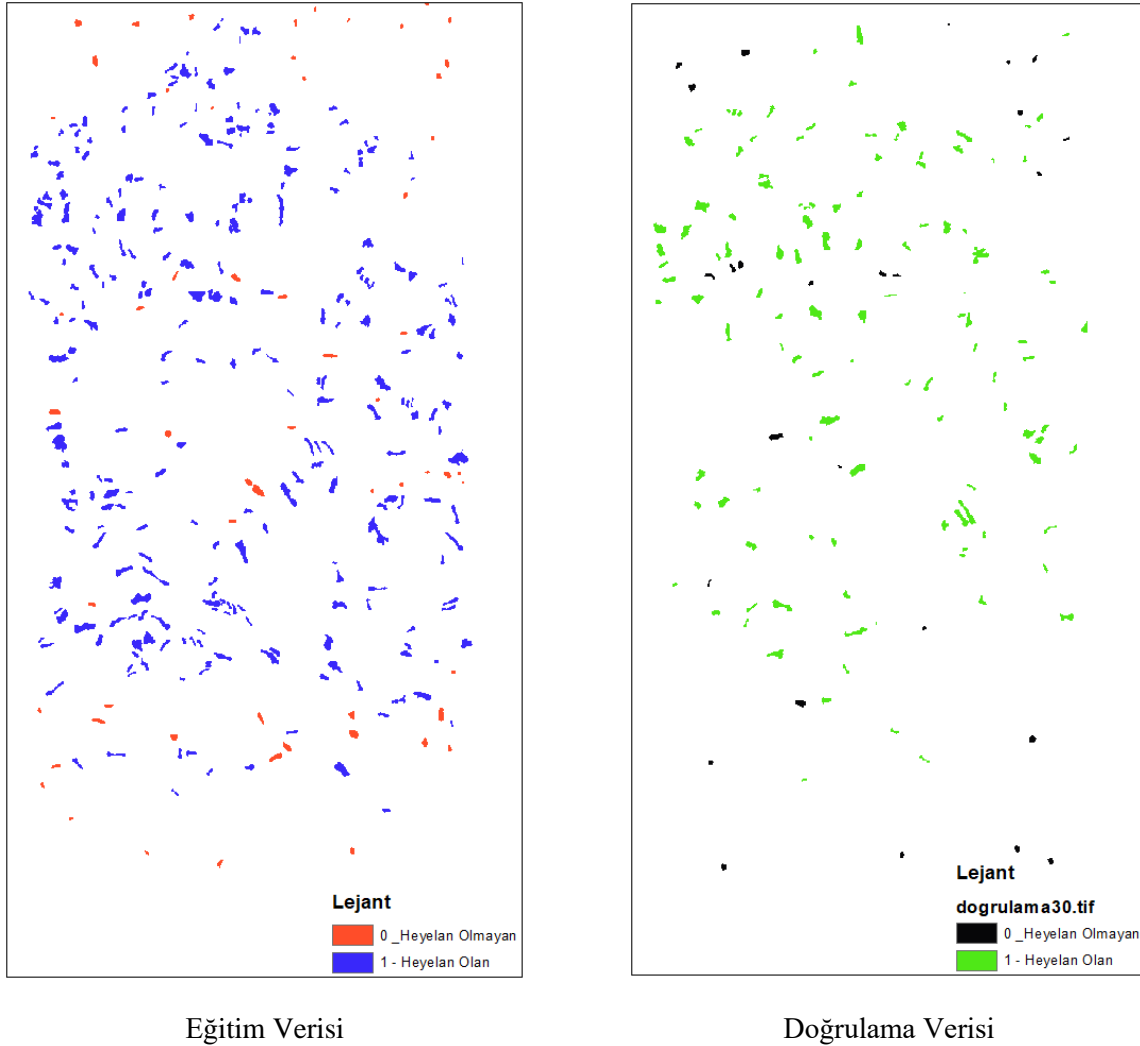 Lejant
0 _Heyelan Olmayan
1 - Heyelan Olan
Lejant
dogrulama30.tif
0 _Heyelan Olmayan
1 - Heyelan Olan
Eğitim Verisi
Doğrulama Verisi